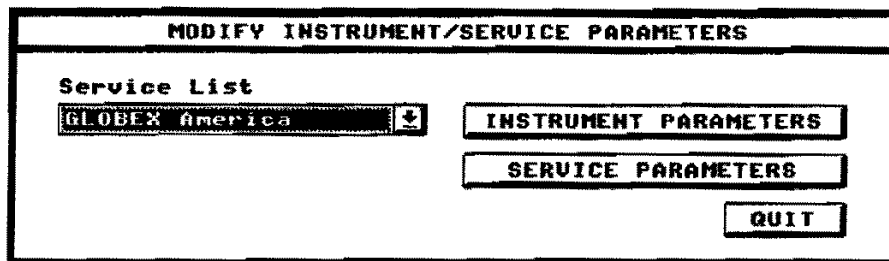 MODIFY INSTRUMENT/SERVICE PARAMETERS
Service List
GLOBEX America
INSTRUMENT PARAMETERS
SERVICE PARAMETERS
QUIT